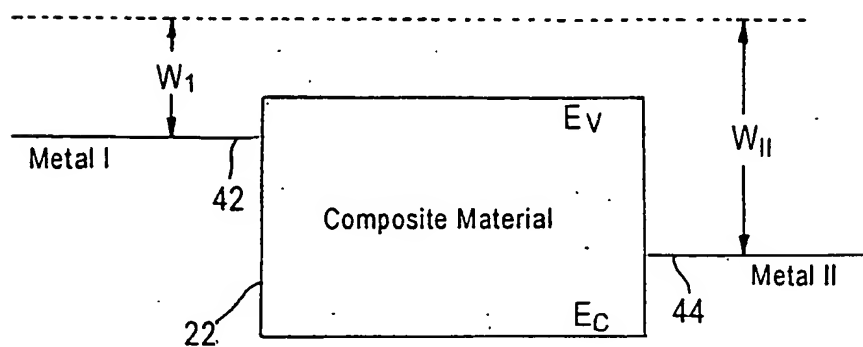 W1
EV
WII
Metal I
42
Composite Material
Metal II
22
EC
44